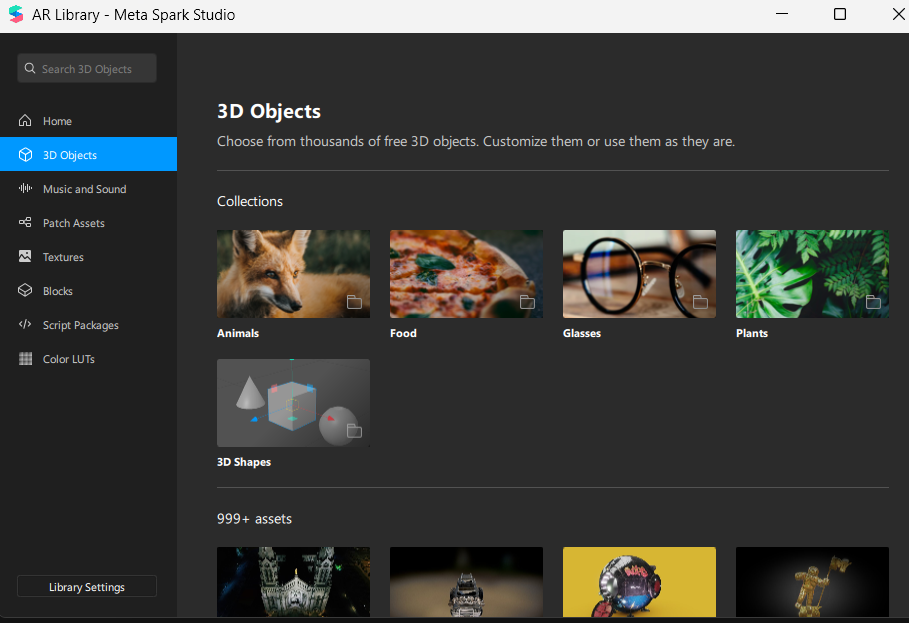 AR Library - Meta Spark Studio
Search 3D Objects
Home
3D Objects
Music and Sound
Patch Assets
Textures
Blocks
Script Packages
Color LUTs
Library Settings
3D Objects
Choose from thousands of free 3D objects. Customize them or use them as they are.
Collections
Animals
Food
Glasses
Plants
3D Shapes
999+ assets